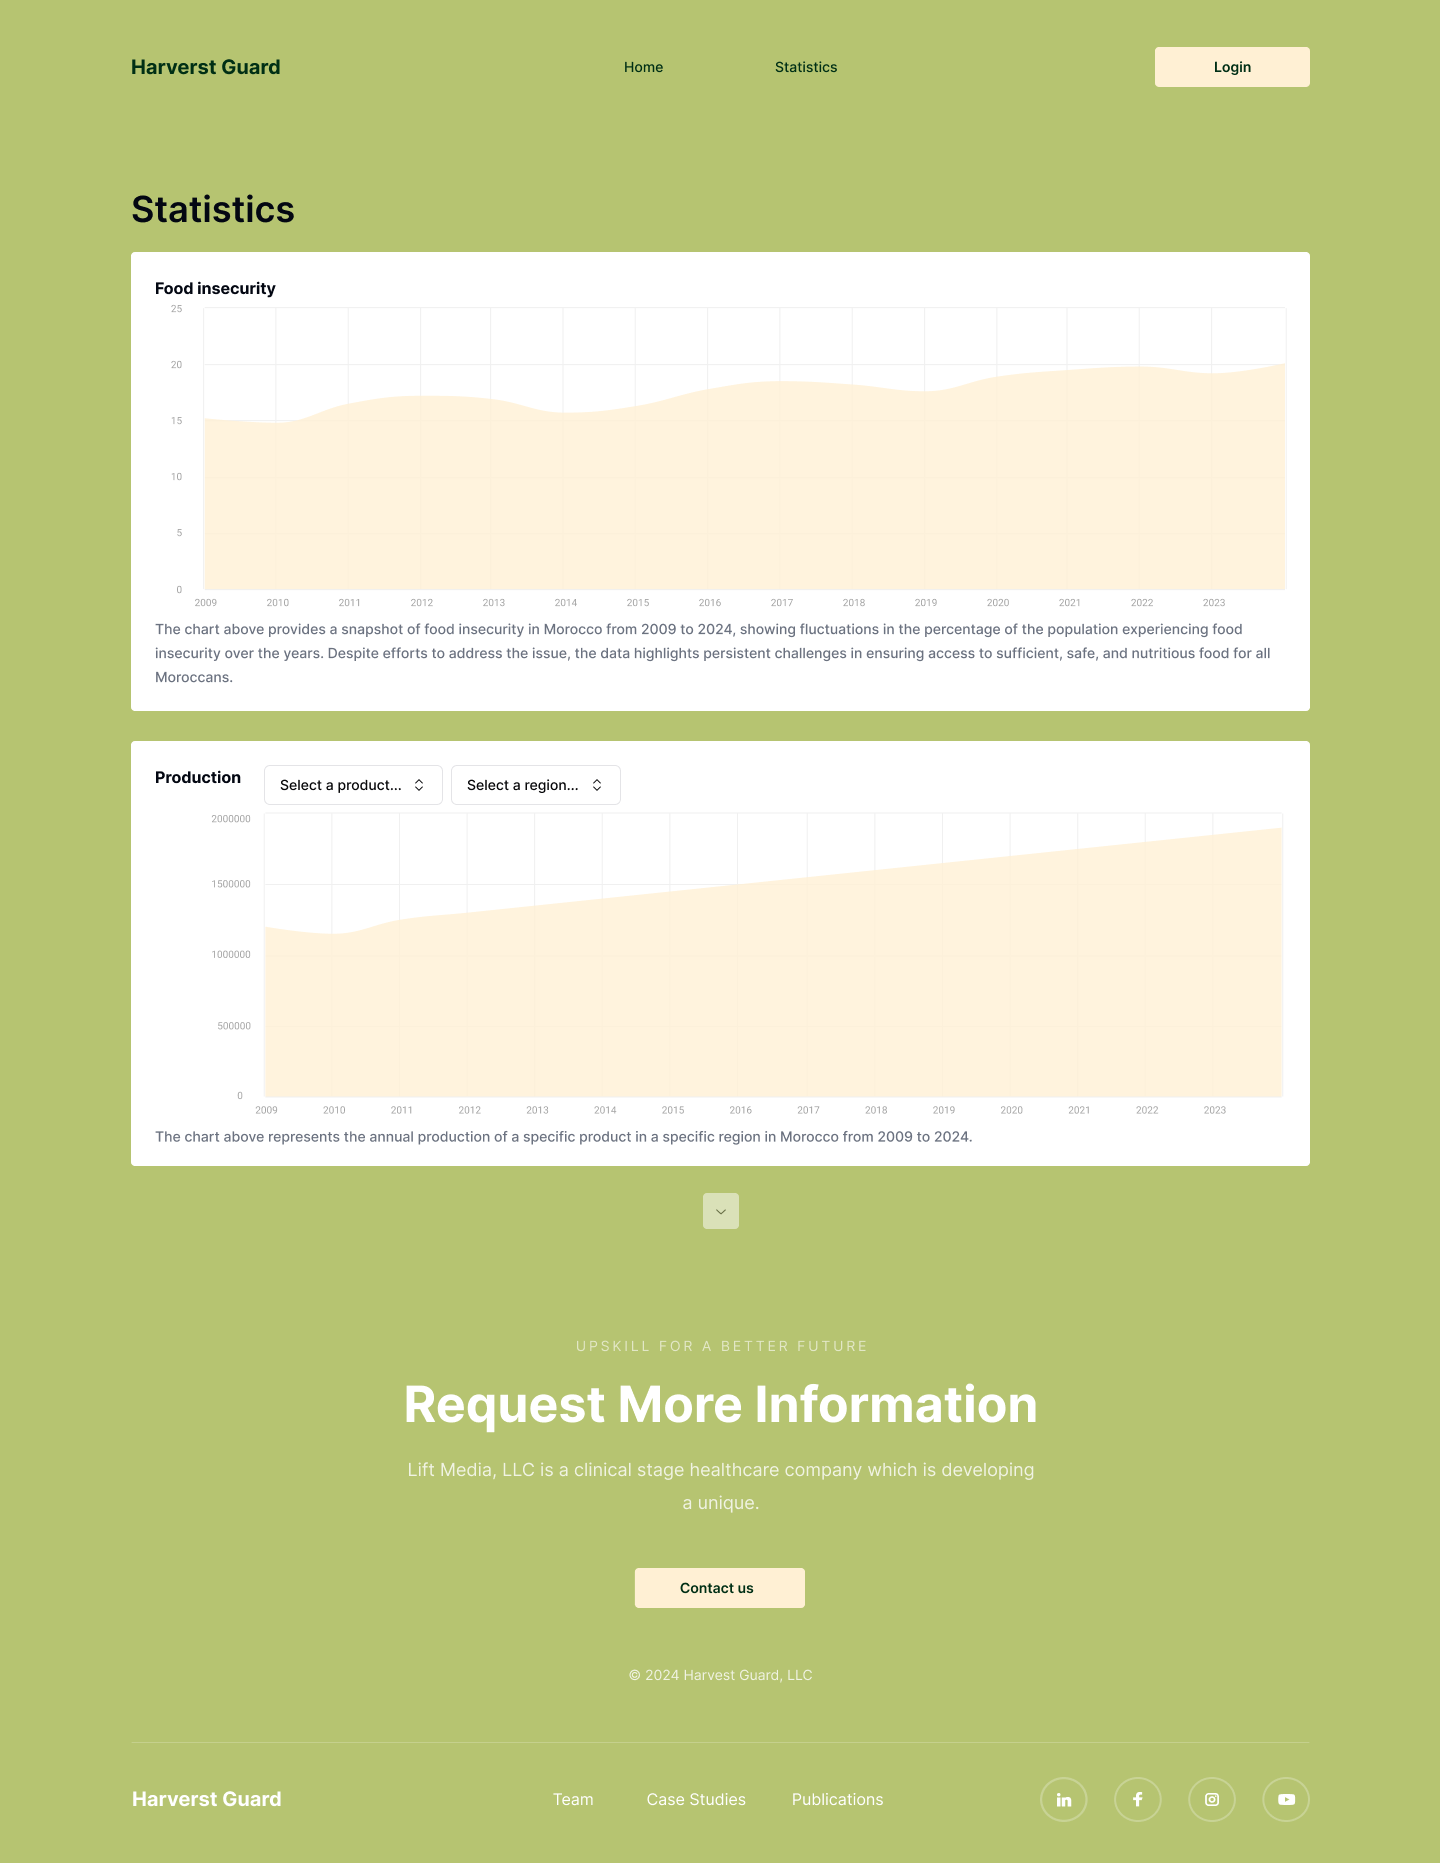 Harverst Guard
Home
Statistics
Login
Statistics
Food insecurity
25
20
15
10
5
0
2009 2010 2011 2012 2013 2014 2015 2016 2017 2018 2019 2020 2021 2022 2023
The chart above provides a snapshot of food insecurity in Morocco from 2009 to 2024, showing fluctuations in the percentage of the population experiencing food
insecurity over the years. Despite efforts to address the issue, the data highlights persistent challenges in ensuring access to sufficient, safe, and nutritious food for all
Moroccans.
Production
Select a product...
Select a region...
2000000
1500000
1000000
500000
0
2009 2010 2011 2012 2013 2014 2015 2016 2017 2018 2019 2020 2021 2022 2023
The chart above represents the annual production of a specific product in a specific region in Morocco from 2009 to 2024.
UPSKILL FOR A BETTER FUTURE
Request More Information
Lift Media, LLC is a clinical stage healthcare company which is developing
a unique.
Contact us
© 2024 Harvest Guard, LLC
Harverst Guard
Team
Case Studies
Publications